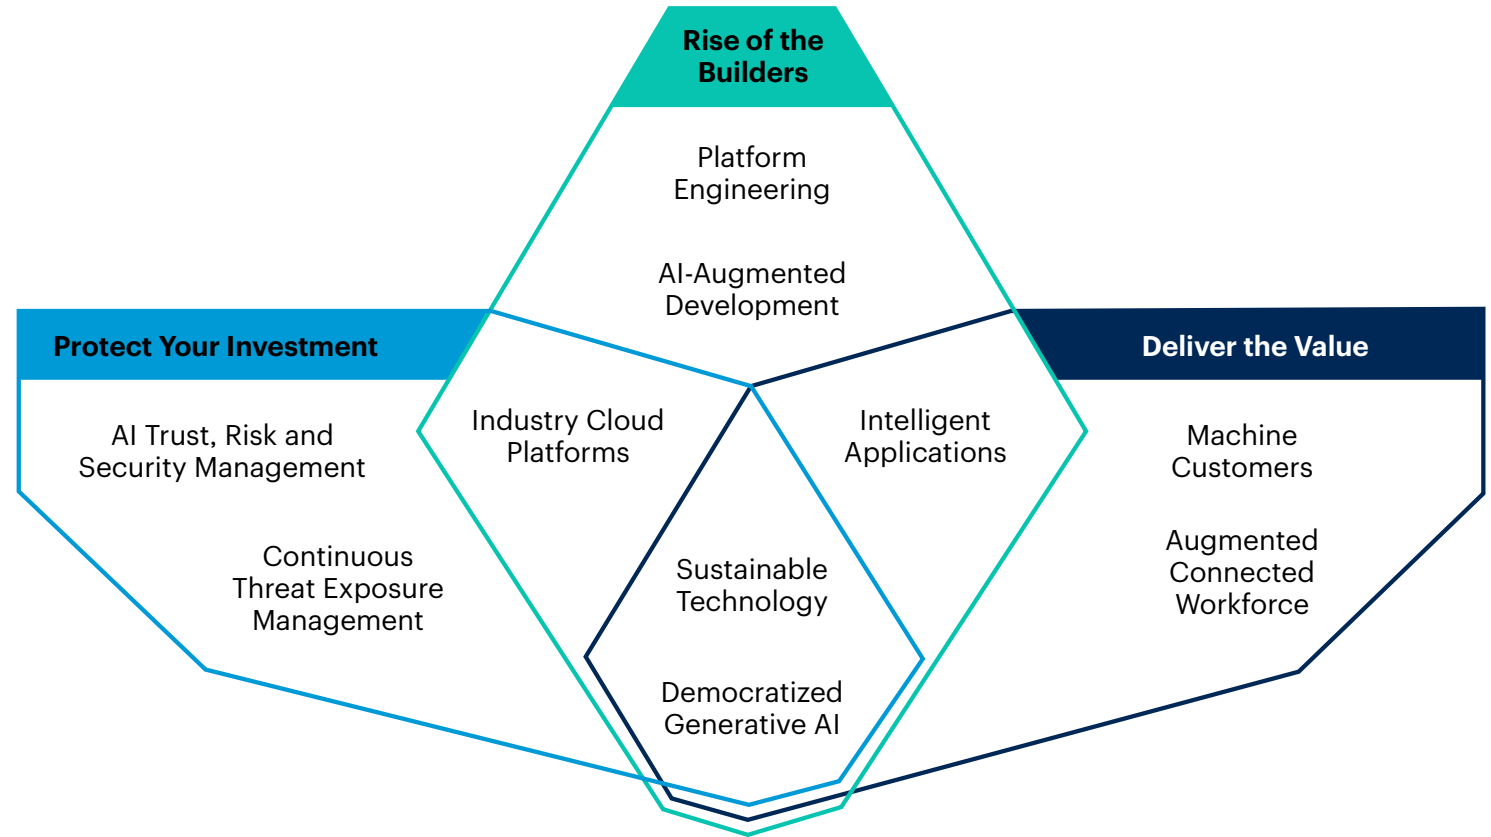 Rise of the
Builders
Platform
Engineering
AI-Augmented
Development
Protect Your Investment
Deliver the Value
AI Trust, Risk and
Security Management
Industry Cloud
Platforms
Intelligent
Applications
Machine
Customers
Continuous
Threat Exposure
Management
Sustainable
Technology
Augmented
Connected
Workforce
Democratized
Generative AI